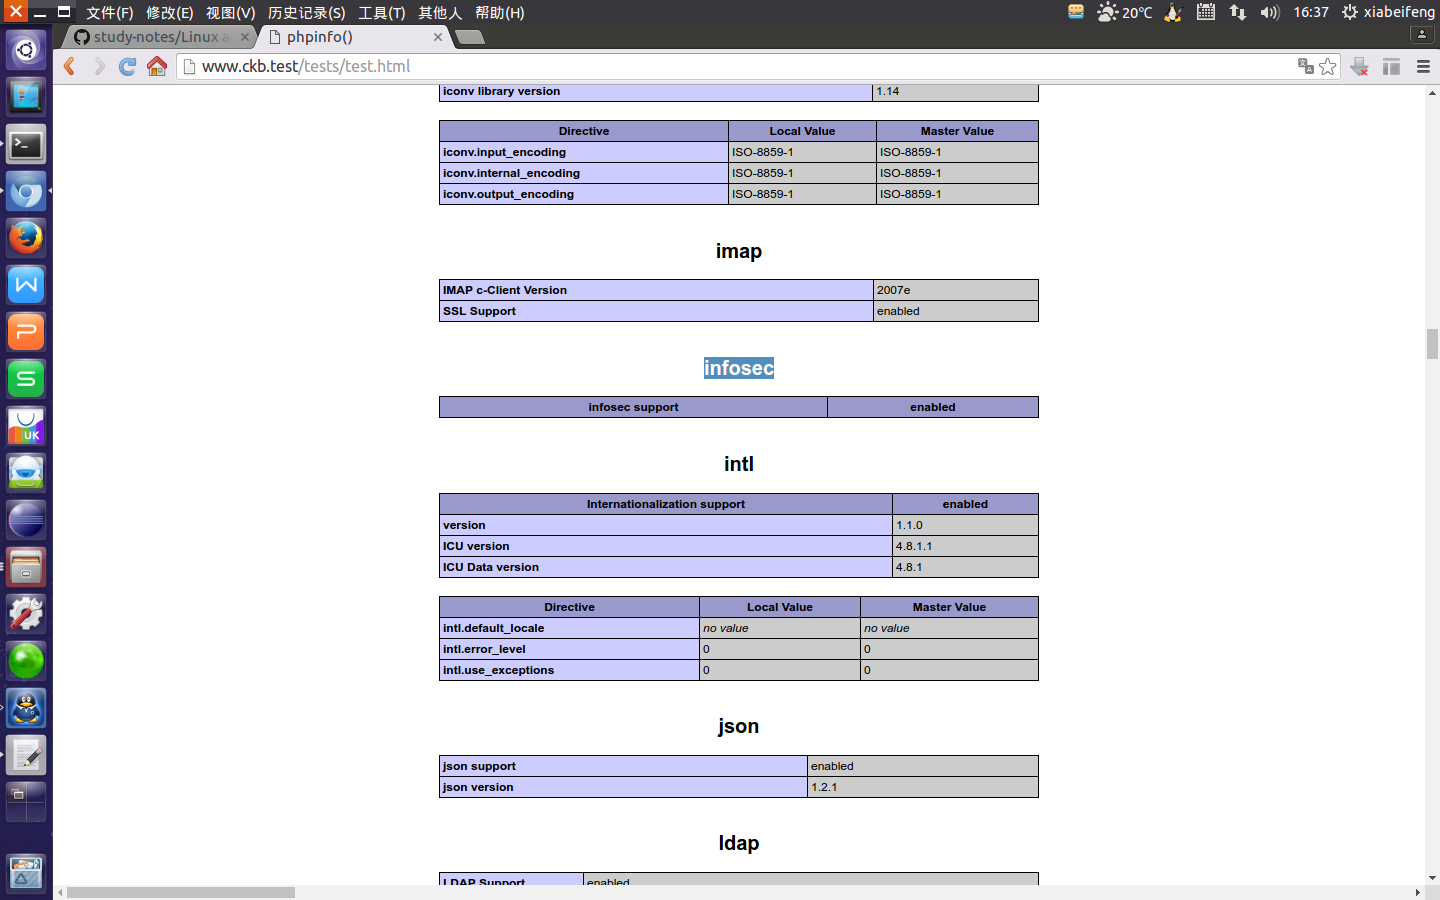 文件(F) 修改(E) 视图(V) 历史记录(S) 工具(T) 其他人 帮助(H) 20℃ 16:37 xiabeifeng
study-notes/Linux a phpinfo()
www.ckb.test/tests/test.html
iconv library version 1.14
Directive Local Value Master Value
iconv.input_encoding ISO-8859-1 ISO-8859-1
iconv.internal_encoding ISO-8859-1 ISO-8859-1
iconv.output_encoding ISO-8859-1 ISO-8859-1
imap
IMAP c-Client Version 2007e
SSL Support enabled
infosec
infosec support enabled
intl
Internationalization support enabled
version 1.1.0
ICU version 4.8.1.1
ICU Data version 4.8.1
Directive Local Value Master Value
intl.default_locale no value no value
intl.error_level 0 0
intl.use_exceptions 0 0
json
json support enabled
json version 1.2.1
ldap
LDAP Support enabled
UK